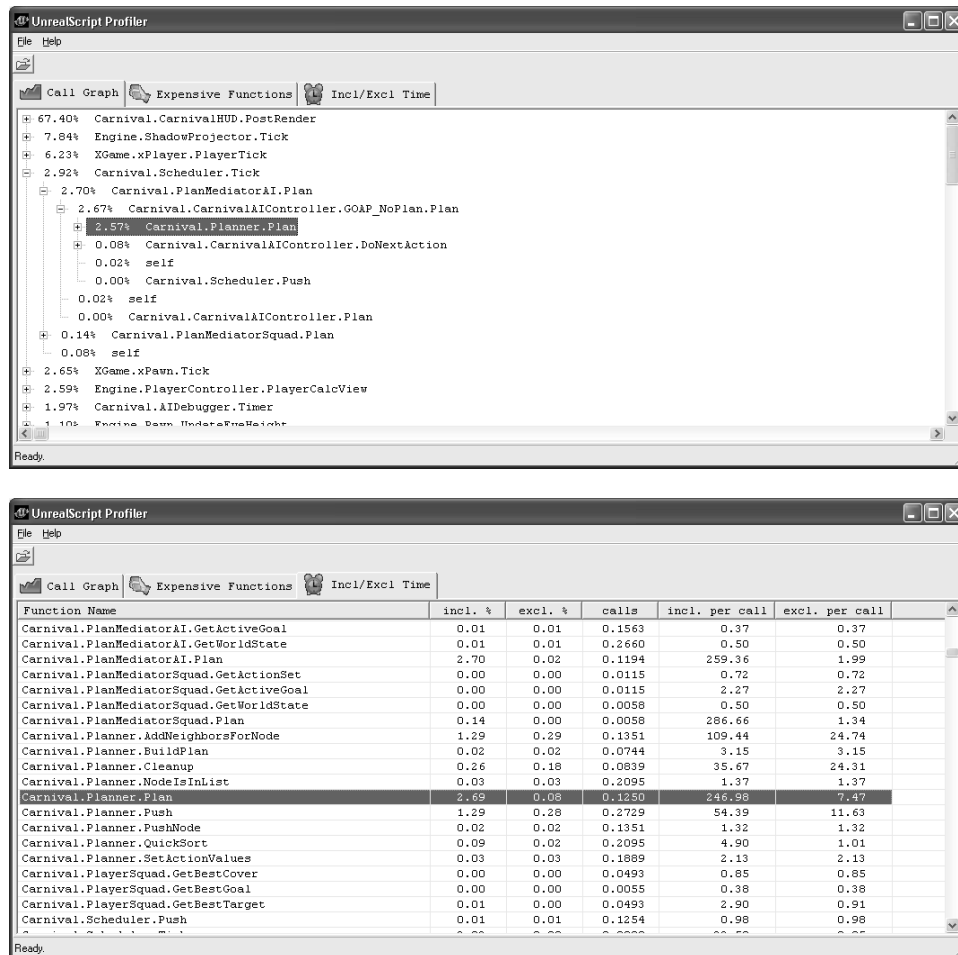 UnrealScript Profiler
File Help
Call Graph Expensive Functions Incl/Excl Time
67.40% Carnival.CarnivalHUD.PostRender
7.84% Engine.ShadowProjector.Tick
6.23% XGame.xPlayer.PlayerTick
2.92% Carnival.Scheduler.Tick
2.70% Carnival.PlanMediatorAI.Plan
2.67% Carnival.CarnivalAIController.GOAP_NoPlan.Plan
2.57% Carnival.Planner.Plan
0.08% Carnival.CarnivalAIController.DoNextAction
0.02% self
0.00% Carnival.Scheduler.Push
0.02% self
0.00% Carnival.CarnivalAIController.Plan
0.14% Carnival.PlanMediatorSquad.Plan
0.08% self
2.65% XGame.xPawn.Tick
2.59% Engine.PlayerController.PlayerCalcView
1.97% Carnival.AIDebugger.Timer
1.10% Engine.Pawn.UpdateEyeHeight
Ready.
UnrealScript Profiler
File Help
Call Graph Expensive Functions Incl/Excl Time
Function Name incl. % excl. % calls incl. per call excl. per call
Carnival.PlanMediatorAI.GetActiveGoal 0.01 0.01 0.1563 0.37 0.37
Carnival.PlanMediatorAI.GetWorldState 0.01 0.01 0.2660 0.50 0.50
Carnival.PlanMediatorAI.Plan 2.70 0.02 0.1194 259.36 1.99
Carnival.PlanMediatorSquad.GetActionSet 0.00 0.00 0.0115 0.72 0.72
Carnival.PlanMediatorSquad.GetActiveGoal 0.00 0.00 0.0115 2.27 2.27
Carnival.PlanMediatorSquad.GetWorldState 0.00 0.00 0.0058 0.50 0.50
Carnival.PlanMediatorSquad.Plan 0.14 0.00 0.0058 286.66 1.34
Carnival.Planner.AddNeighborsForNode 1.29 0.29 0.1351 109.44 24.74
Carnival.Planner.BuildPlan 0.02 0.02 0.0744 3.15 3.15
Carnival.Planner.Cleanup 0.26 0.18 0.0839 35.67 24.31
Carnival.Planner.NodeIsInList 0.03 0.03 0.2095 1.37 1.37
Carnival.Planner.Plan 2.69 0.08 0.1250 246.98 7.47
Carnival.Planner.Push 1.29 0.28 0.2729 54.39 11.63
Carnival.Planner.PushNode 0.02 0.02 0.1351 1.32 1.32
Carnival.Planner.QuickSort 0.09 0.02 0.2095 4.90 1.01
Carnival.Planner.SetActionValues 0.03 0.03 0.1889 2.13 2.13
Carnival.PlayerSquad.GetBestCover 0.00 0.00 0.0493 0.85 0.85
Carnival.PlayerSquad.GetBestGoal 0.00 0.00 0.0055 0.38 0.38
Carnival.PlayerSquad.GetBestTarget 0.01 0.00 0.0493 2.90 0.91
Carnival.Scheduler.Push 0.01 0.01 0.1254 0.98 0.98
Ready.